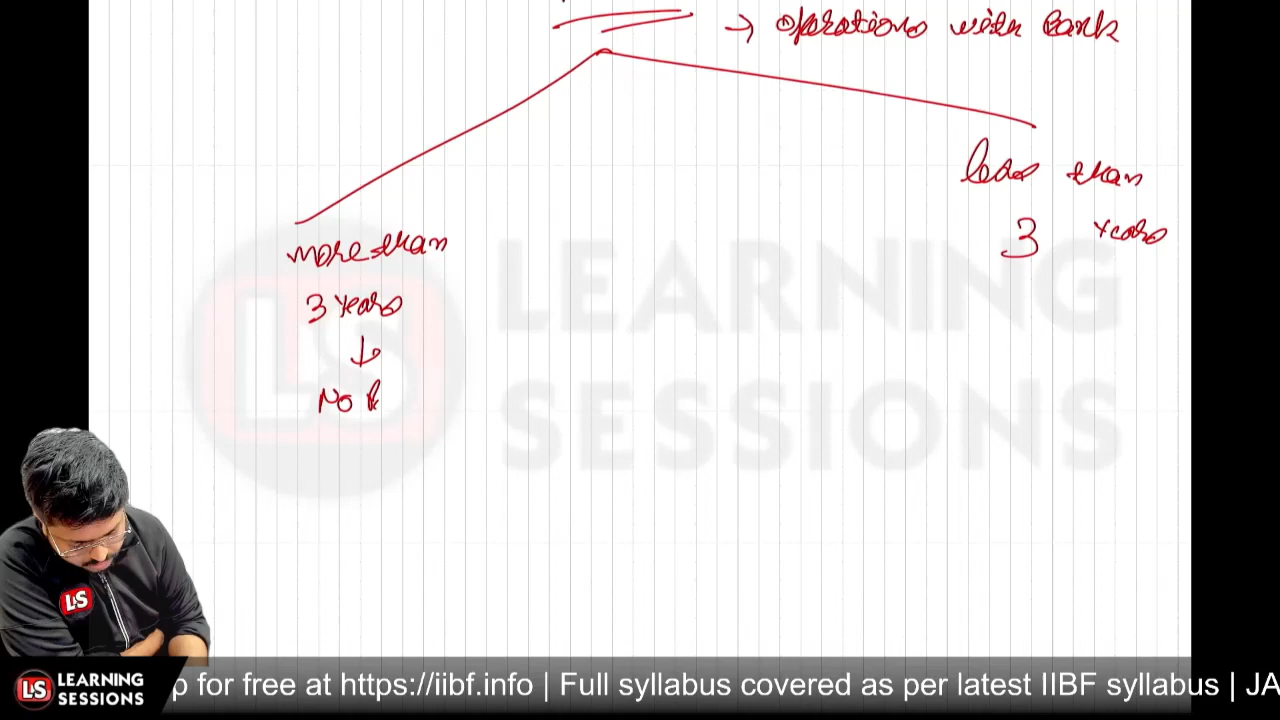 → operations with bank
less than
3 years
more than
3 years
↓
No
LEARNING
SESSIONS
LS
LS
LS LEARNING
SESSIONS
p for free at https://iibf.info | Full syllabus covered as per latest IIBF syllabus | JA